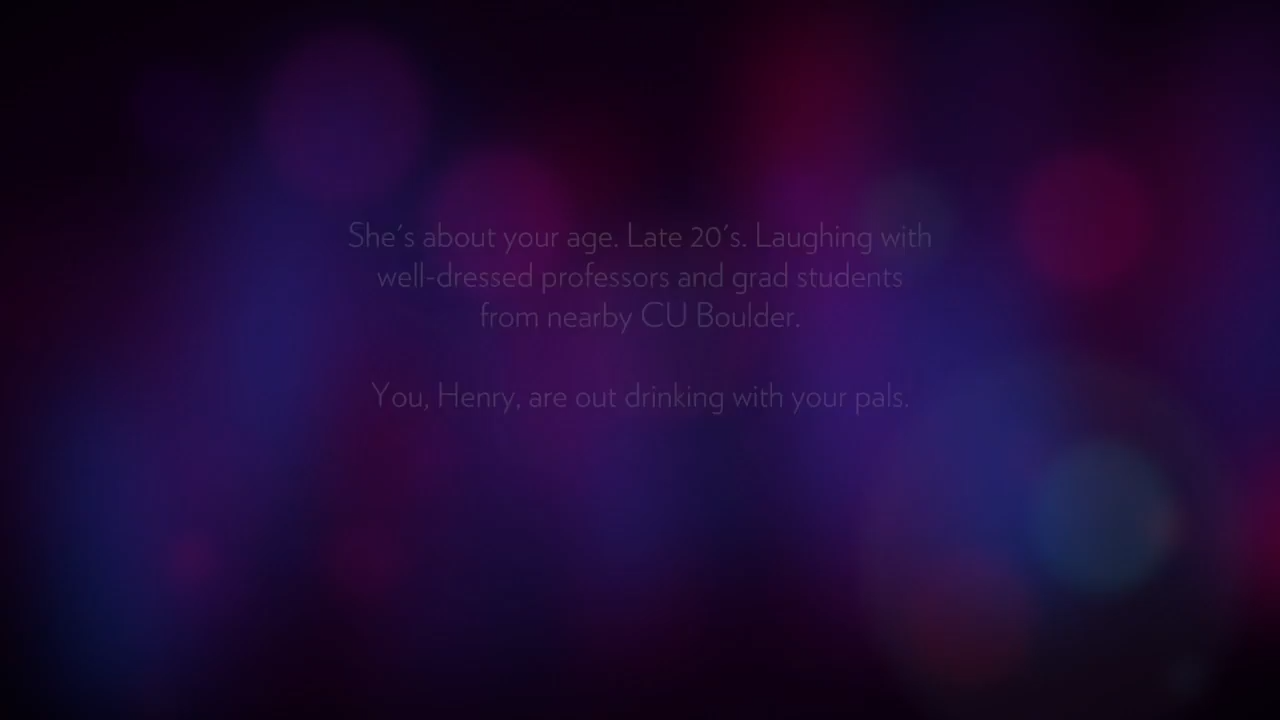 She's about your age. Late 20's. Laughing with
well-dressed professors and grad students
from nearby CU Boulder.
You, Henry, are out drinking with your pals.